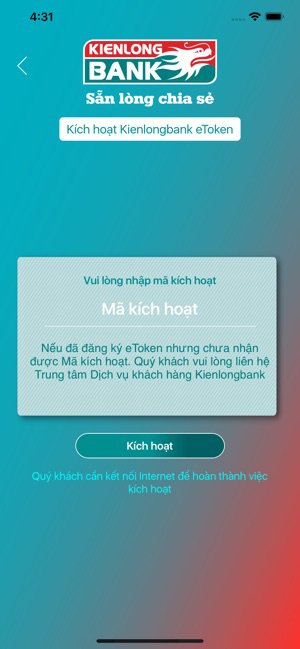 4:31
KIENLONG
BANK
Sẵn lòng chia sẻ
Kích hoạt Kienlongbank eToken
Vui lòng nhập mã kích hoạt
Mã kích hoạt
Nếu đã đăng ký eToken nhưng chưa nhận
được Mã kích hoạt. Quý khách vui lòng liên hệ
Trung tâm Dịch vụ khách hàng Kienlongbank
Kích hoạt
Quý khách cần kết nối Internet để hoàn thành việc
kích hoạt